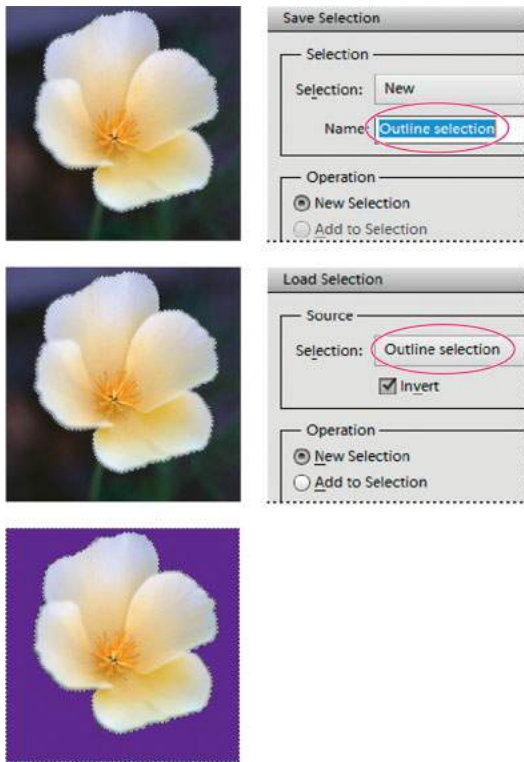 Save Selection
Selection
Selection: New
Name: Outline selection
Operation
New Selection
Add to Selection
Load Selection
Source
Selection: Outline selection
Invert
Operation
New Selection
Add to Selection